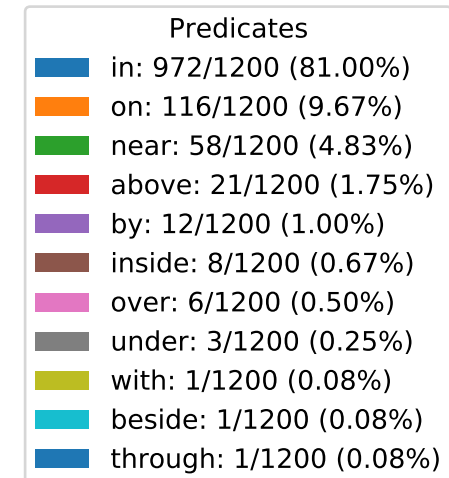 Predicates
in: 972/1200 (81.00%)
on: 116/1200 (9.67%)
near: 58/1200 (4.83%)
above: 21/1200 (1.75%)
by: 12/1200 (1.00%)
inside: 8/1200 (0.67%)
over: 6/1200 (0.50%)
under: 3/1200 (0.25%)
with: 1/1200 (0.08%)
beside: 1/1200 (0.08%)
through: 1/1200 (0.08%)